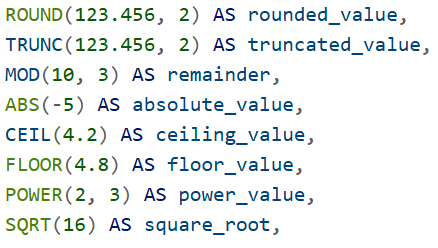 ROUND(123.456, 2) AS rounded_value,
TRUNC(123.456, 2) AS truncated_value,
MOD(10, 3) AS remainder,
ABS(-5) AS absolute_value,
CEIL(4.2) AS ceiling_value,
FLOOR(4.8) AS floor_value,
POWER(2, 3) AS power_value,
SQRT(16) AS square_root,